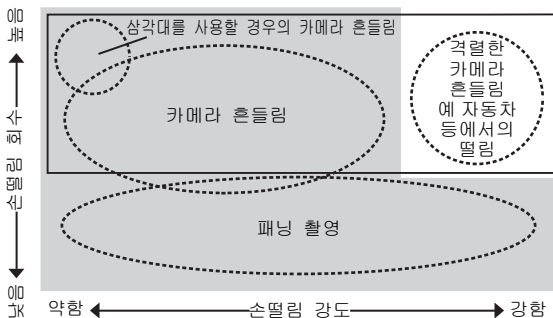 높음
손떨림 회수
낮음
삼각대를 사용할 경우의 카메라 흔들림
카메라 흔들림
격렬한
카메라
흔들림
예 자동차
등에서의
떨림
패닝 촬영
약함
손떨림 강도
강함